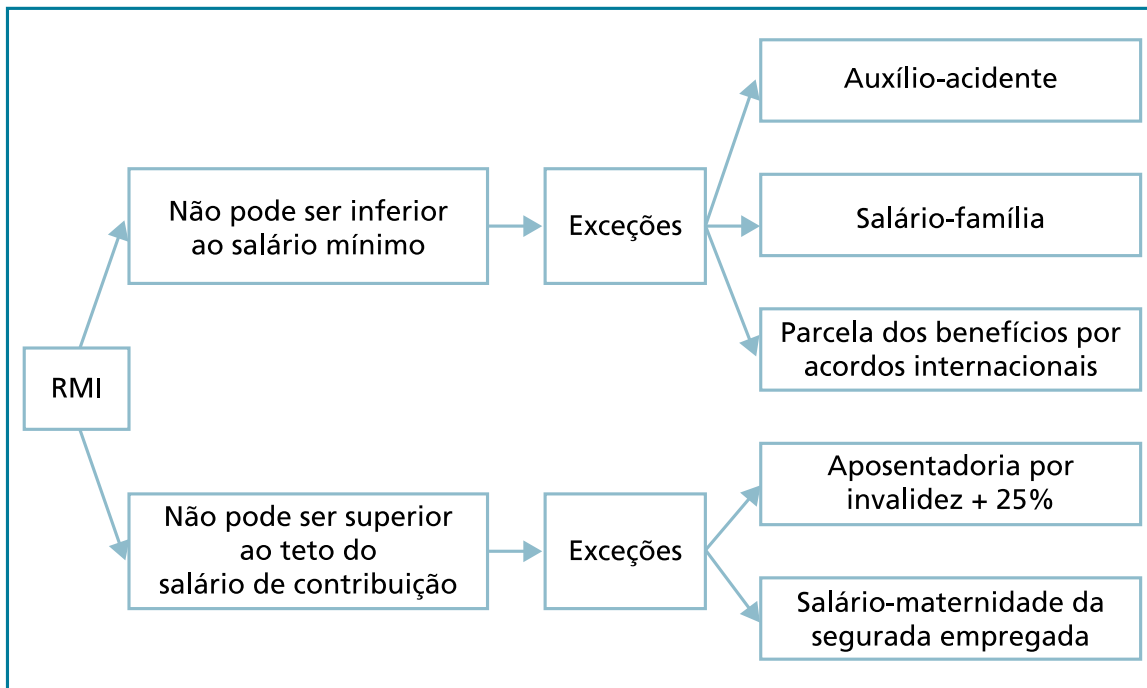 RMI
Não pode ser inferior
ao salário mínimo
Exceções
Auxílio-acidente
Salário-família
Parcela dos benefícios por
acordos internacionais
Não pode ser superior
ao teto do
salário de contribuição
Exceções
Aposentadoria por
invalidez + 25%
Salário-maternidade da
segurada empregada